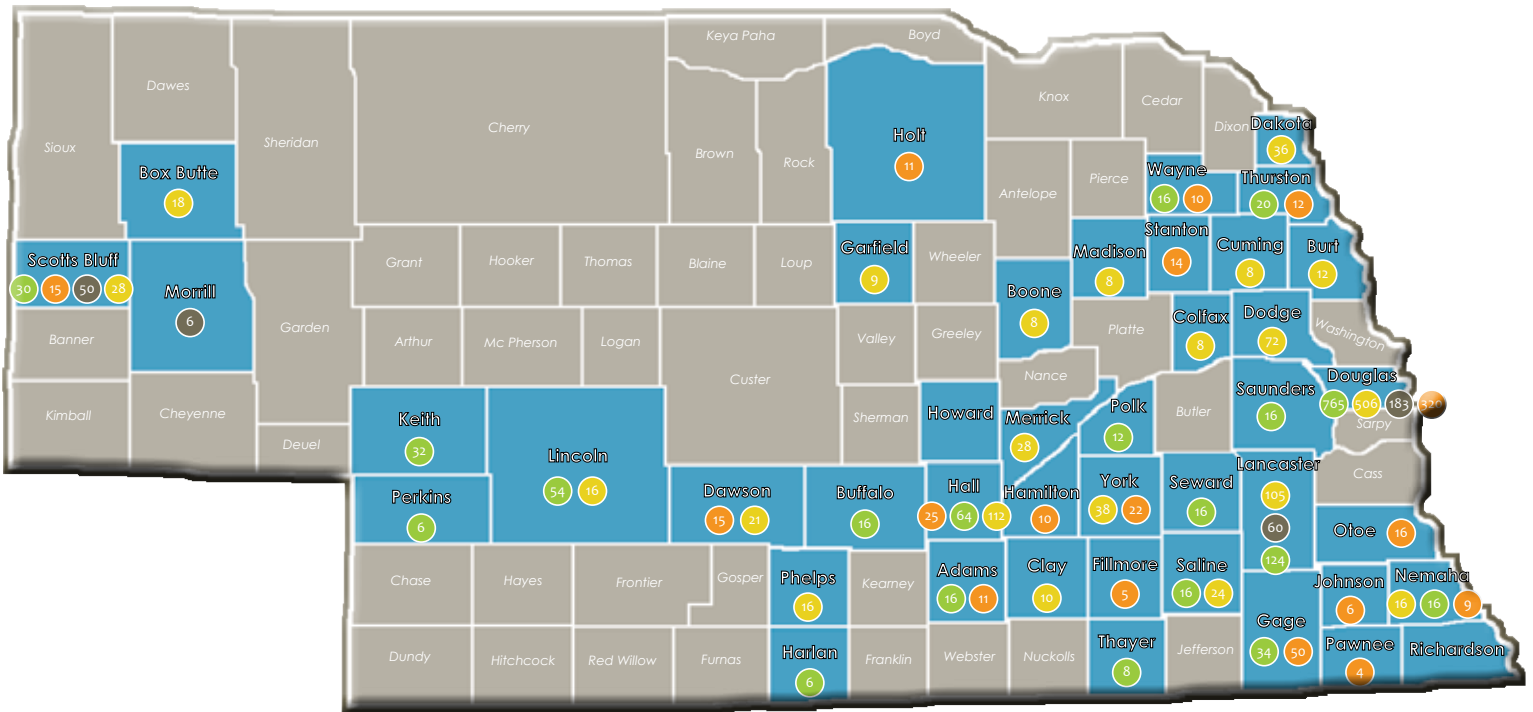 Keya Paha
Boyd
Dawes
Knox
Cedar
Dixon
Dakota
36
Sioux
Sheridan
Cherry
Brown
Rock
Holt
11
Antelope
Pierce
Wayne
16 10
Thurston
20 12
Box Butte
18
Scotts Bluff
30 15 50 28
Morrill
6
Grant
Hooker
Thomas
Blaine
Loup
Garfield
9
Wheeler
Madison
8
Stanton
14
Cuming
8
Burt
12
Boone
8
Banner
Garden
Arthur
Mc Pherson
Logan
Valley
Greeley
Platte
Colfax
8
Dodge
72
Washington
Kimball
Cheyenne
Deuel
Keith
32
Custer
Sherman
Howard
Nance
Merrick
28
Polk
12
Butler
Saunders
16
Douglas
765 506 183 320
Sarpy
Perkins
6
Lincoln
54 16
Dawson
15 21
Buffalo
16
Hall
25 64 112
Hamilton
10
York
38 22
Seward
16
Lancaster
105
60
124
Cass
Otoe 16
Chase
Hayes
Frontier
Gosper
Phelps
16
Kearney
Adams
16 11
Clay
10
Fillmore
5
Saline
16 24
Johnson
6
Nemaha
16 16 9
Dundy
Hitchcock
Red Willow
Furnas
Harlan
6
Franklin
Webster
Nuckolls
Thayer
8
Jefferson
Gage
34 50
Pawnee
4
Richardson